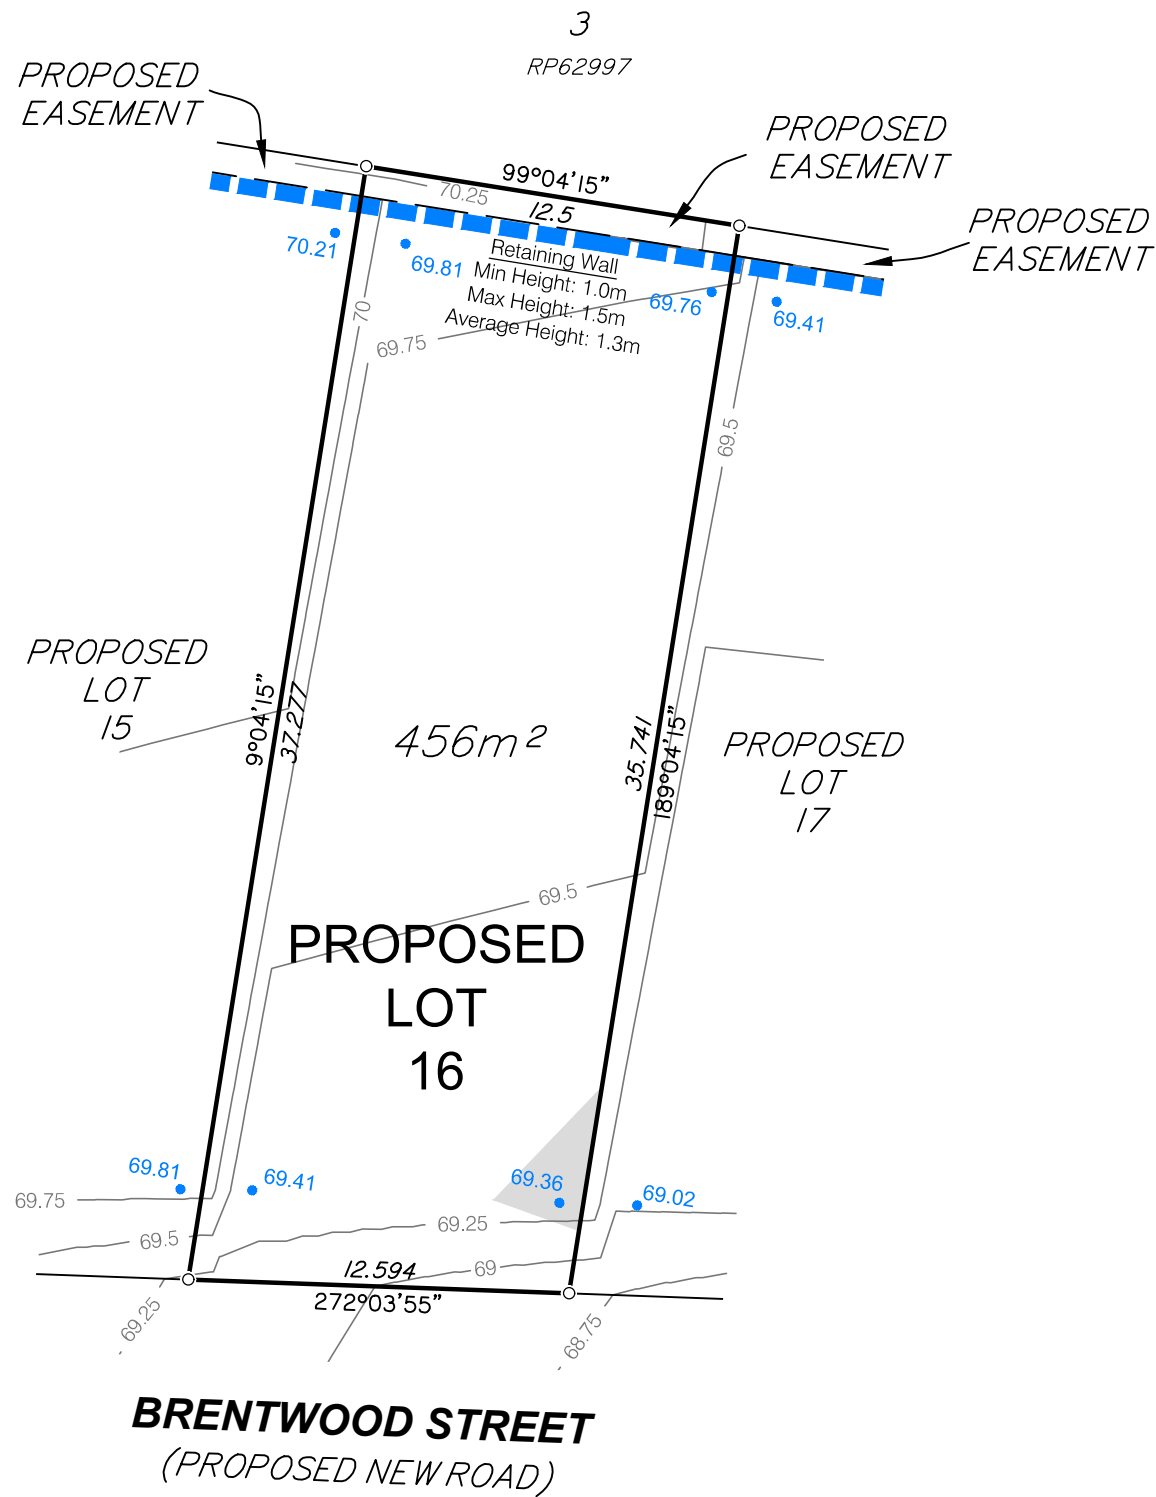 3
RP62997
PROPOSED
EASEMENT
PROPOSED
EASEMENT
PROPOSED
EASEMENT
99°04'15"
12.5
70.25
70.21
69.81
Retaining Wall
Min Height: 1.0m
Max Height: 1.5m
Average Height: 1.3m
69.76
69.41
70
69.75
69.5
PROPOSED
LOT
15
9°04'15"
37.277
456m²
35.741
189°04'15"
PROPOSED
LOT
17
69.5
PROPOSED
LOT
16
69.81
69.41
69.36
69.02
69.75
69.5
69.25
69
12.594
272°03'55"
69.25
68.75
BRENTWOOD STREET
(PROPOSED NEW ROAD)